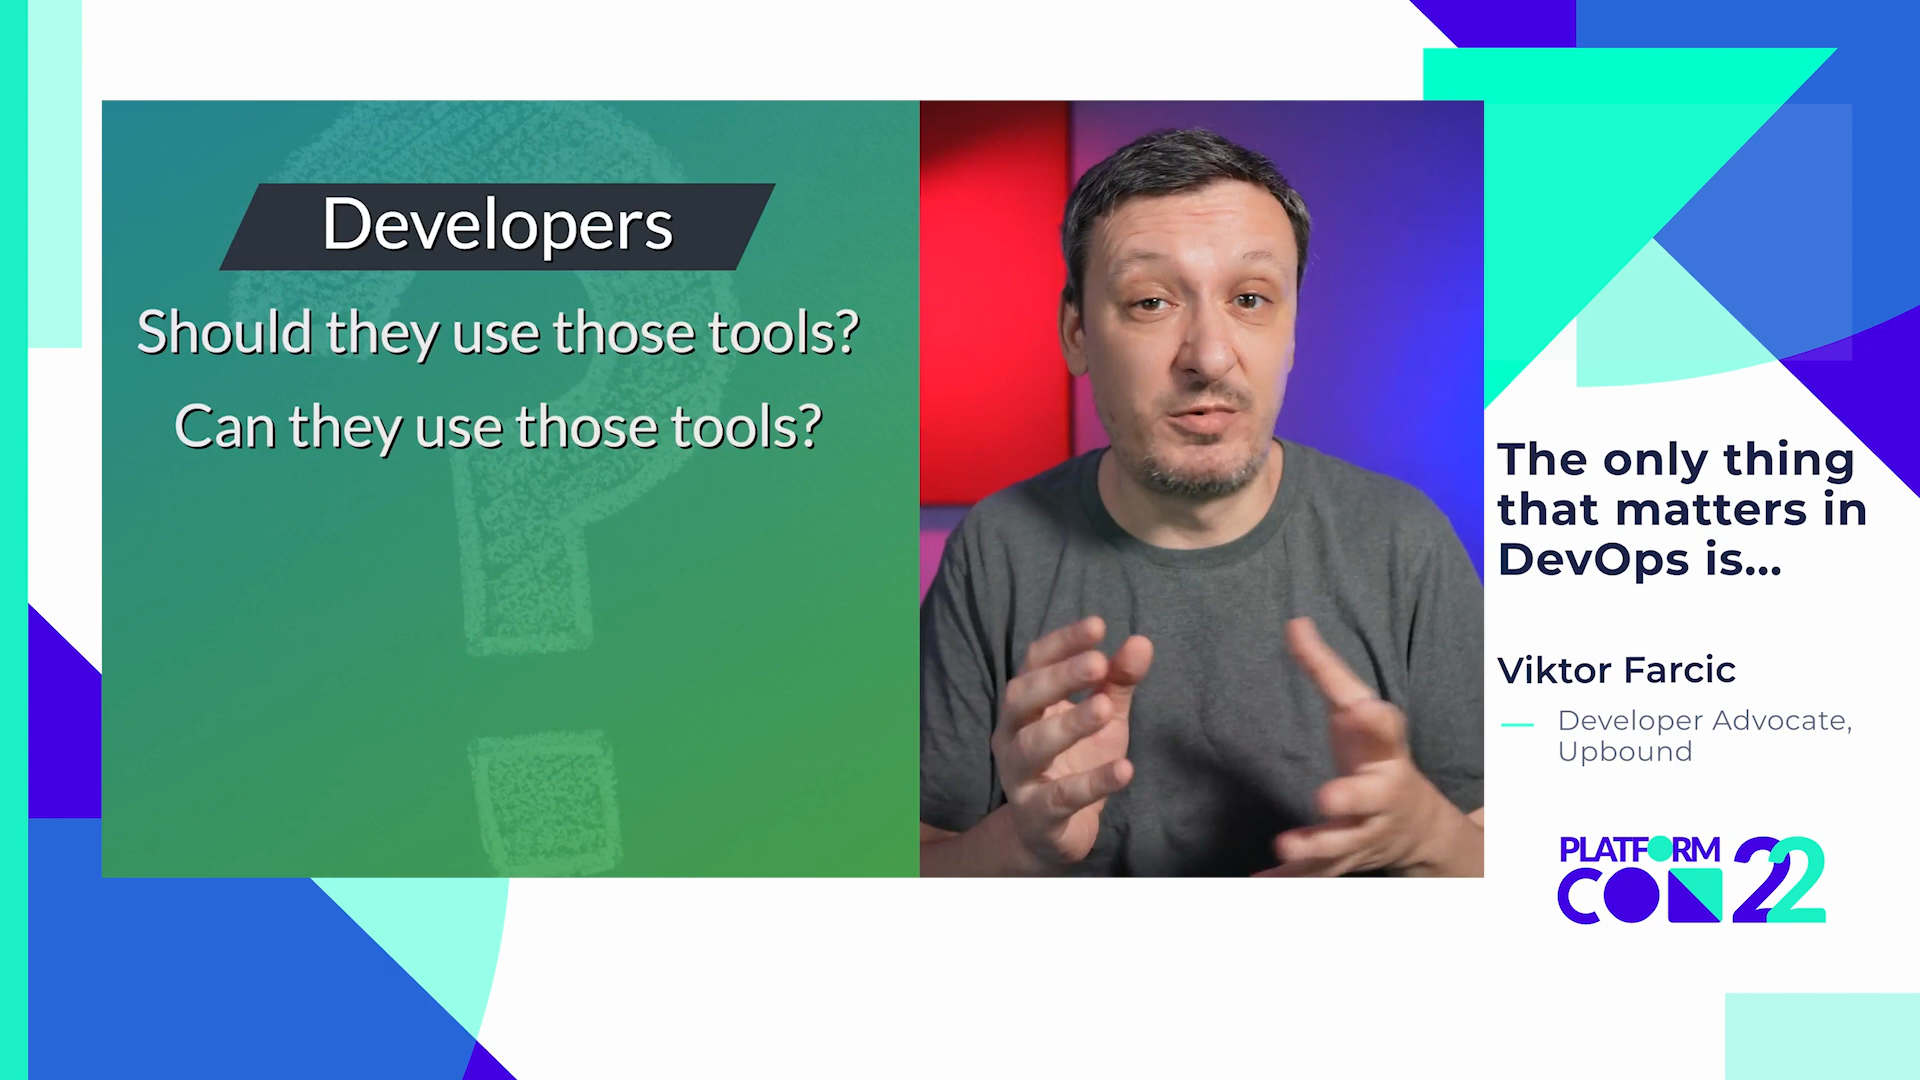 Developers
Should they use those tools?
Can they use those tools?
The only thing
that matters in
DevOps is...
Viktor Farcic
Developer Advocate,
Upbound
PLATFORM
CON 22